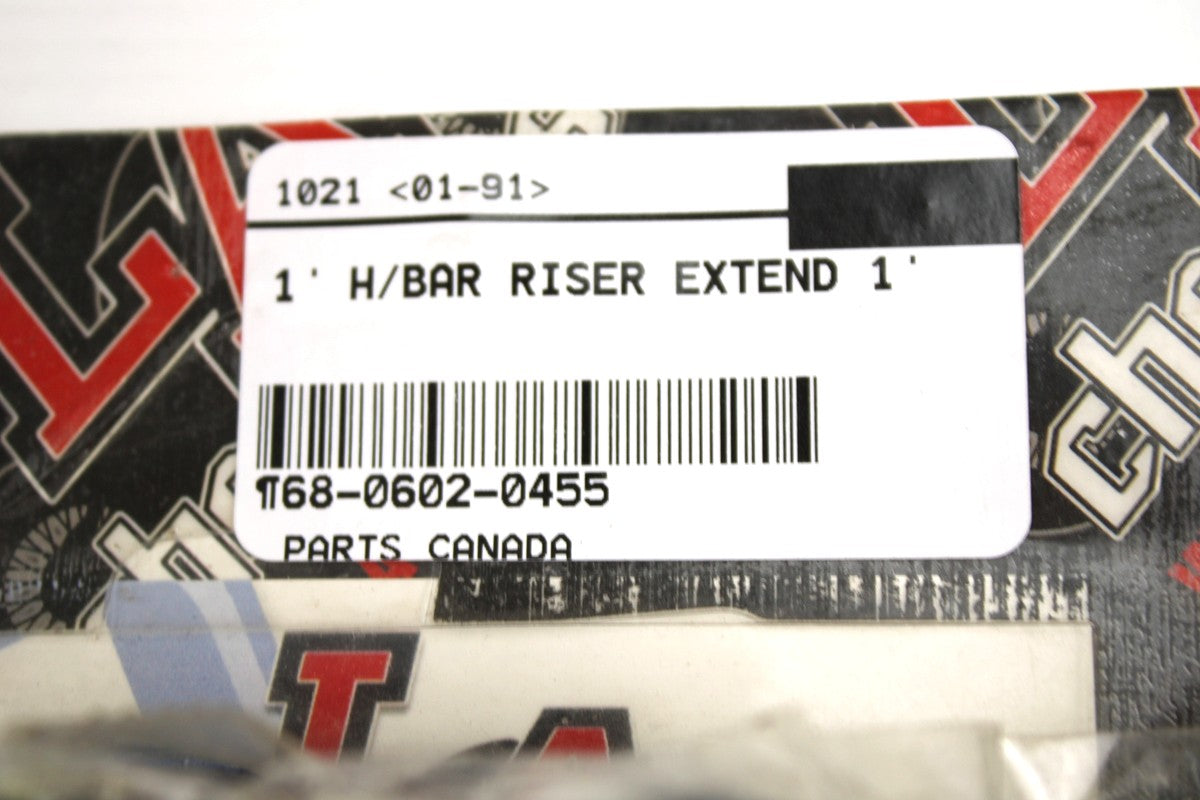 1021 <01-91>
1' H/BAR RISER EXTEND 1'
¶68-0602-0455
PARTS CANADA